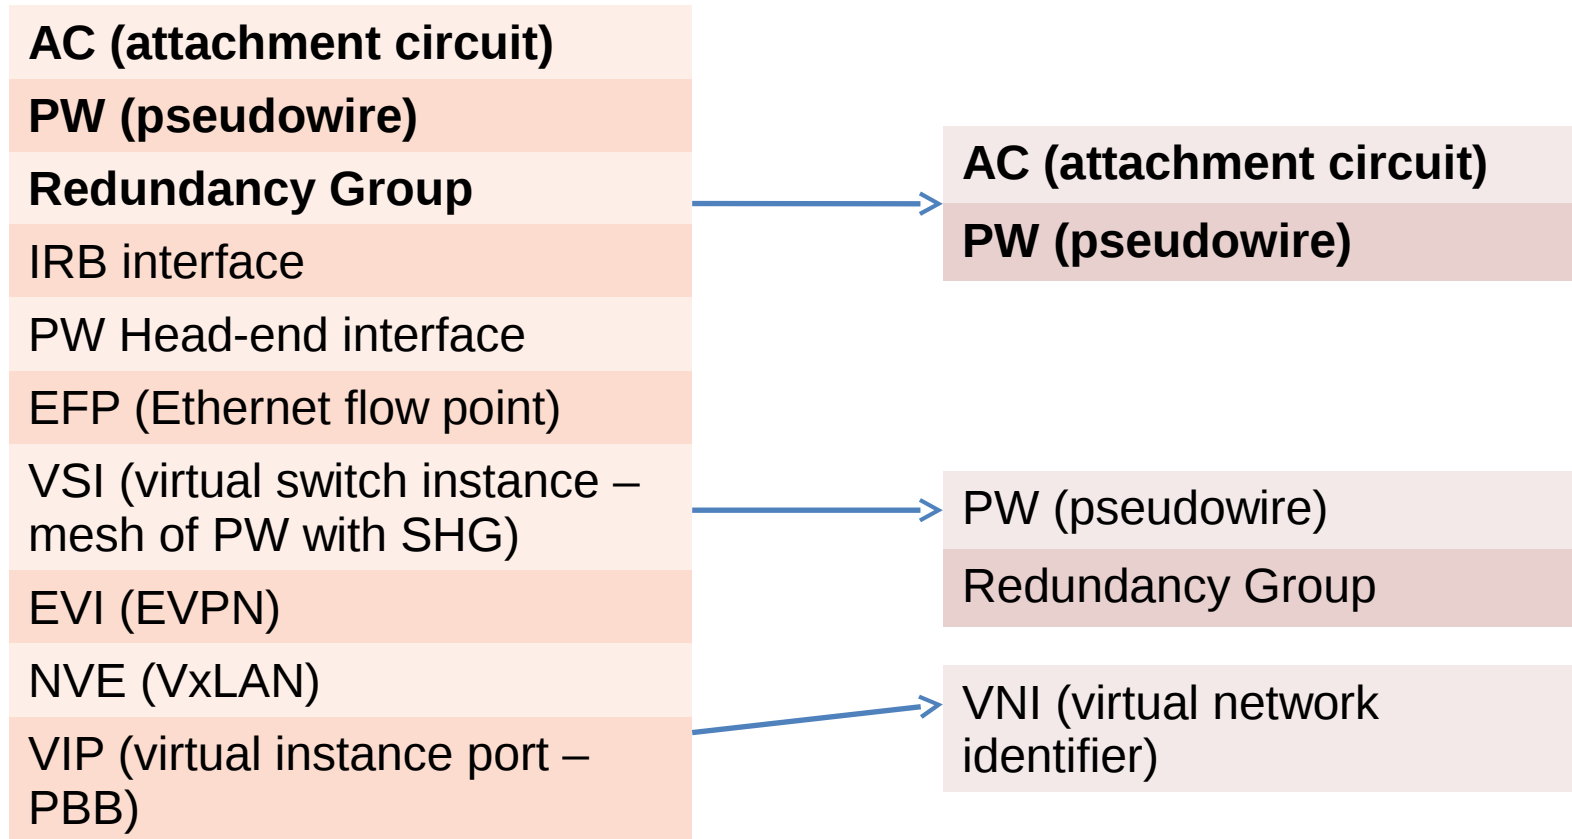 AC (attachment circuit)
PW (pseudowire)
Redundancy Group
IRB interface
PW Head-end interface
EFP (Ethernet flow point)
VSI (virtual switch instance –
mesh of PW with SHG)
EVI (EVPN)
NVE (VxLAN)
VIP (virtual instance port –
PBB)
AC (attachment circuit)
PW (pseudowire)
PW (pseudowire)
Redundancy Group
VNI (virtual network
identifier)